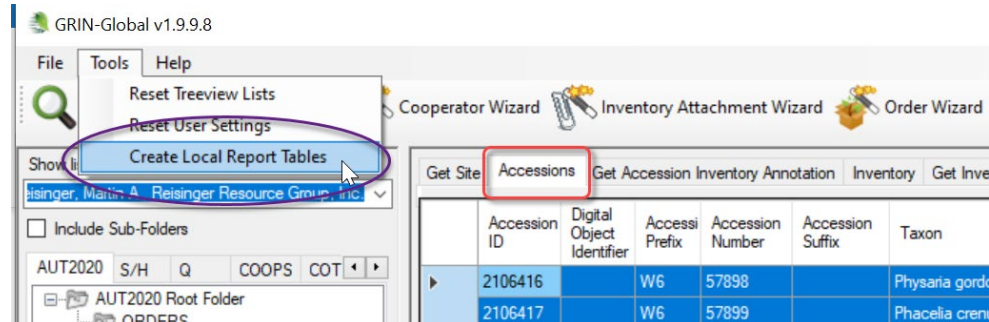 GRIN-Global v1.9.9.8
File Tools Help
Reset Treeview Lists
Reset User Settings
Create Local Report Tables
Cooperator Wizard Inventory Attachment Wizard Order Wizard
Show li
eisinger, Martin A., Reisinger Resource Group, Inc.
Include Sub-Folders
AUT2020 S/H Q COOPS COT
AUT2020 Root Folder
ORDERS
Get Site Accessions Get Accession Inventory Annotation Inventory Get Inve
Accession ID Digital Object Identifier Accessi Prefix Accession Number Accession Suffix Taxon
2106416 W6 57898 Physaria gordo
2106417 W6 57899 Phacelia crenu